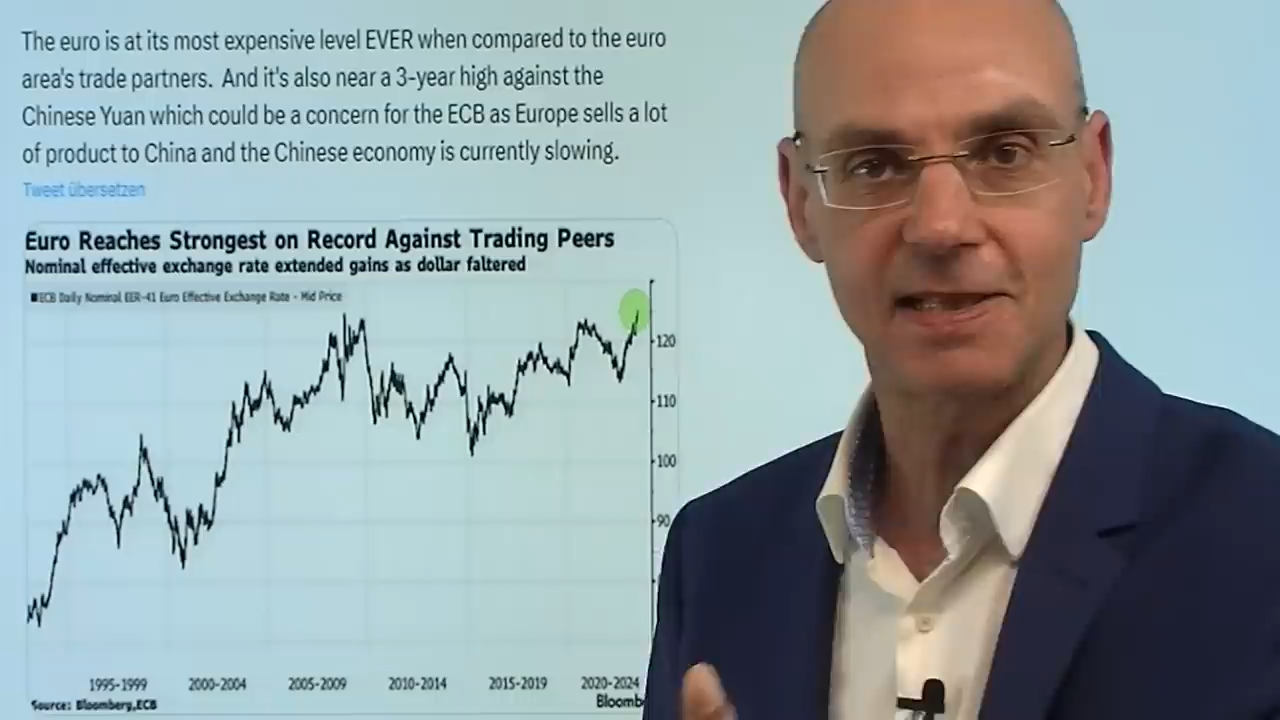 The euro is at its most expensive level EVER when compared to the euro
area's trade partners. And it's also near a 3-year high against the
Chinese Yuan which could be a concern for the ECB as Europe sells a lot
of product to China and the Chinese economy is currently slowing.
Tweet übersetzen
Euro Reaches Strongest on Record Against Trading Peers
Nominal effective exchange rate extended gains as dollar faltered
ECB Daily Nominal EER-41 Euro Effective Exchange Rate - Mid Price
120
110
100
90
1995-1999 2000-2004 2005-2009 2010-2014 2015-2019 2020-2024
Source: Bloomberg,ECB Bloomb